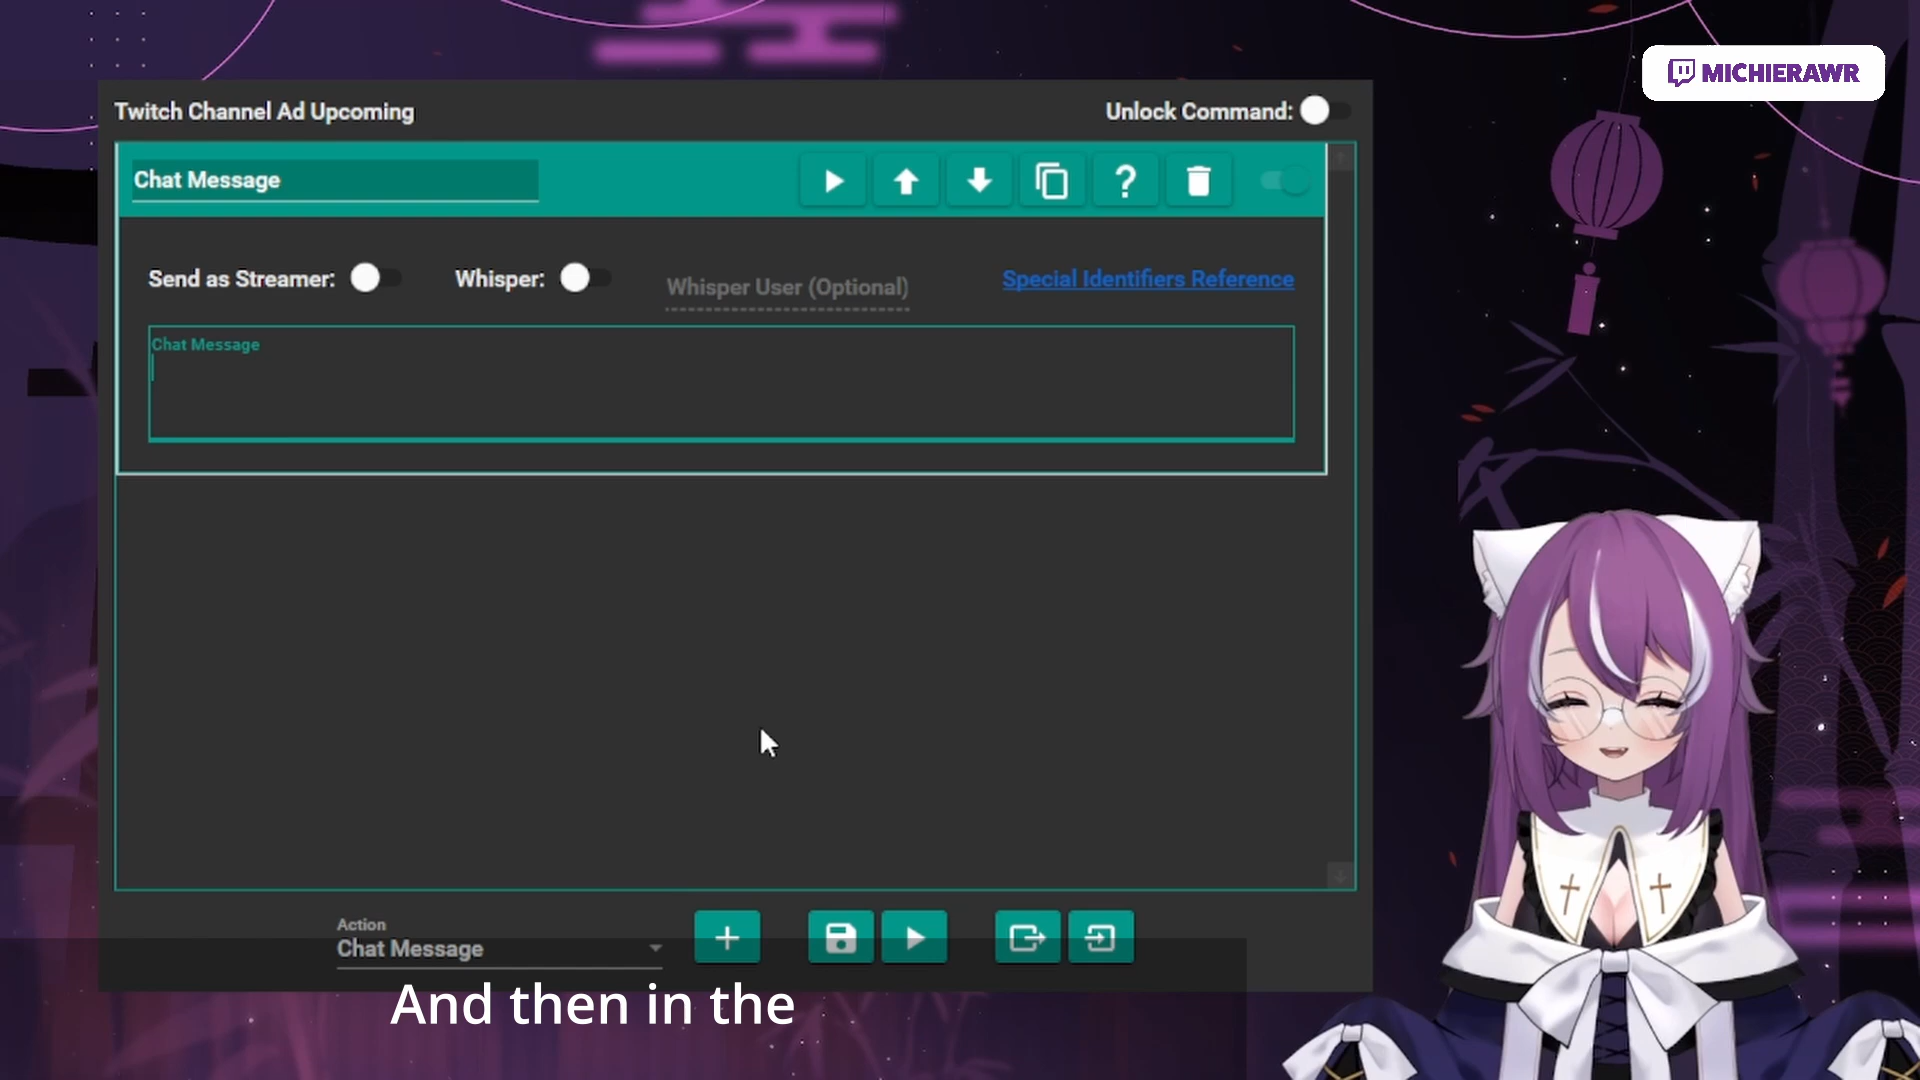 MICHIERAWR
Twitch Channel Ad Upcoming
Unlock Command:
Chat Message
?
Send as Streamer:
Whisper:
Whisper User (Optional)
Special Identifiers Reference
Chat Message
Action
Chat Message
And then in the